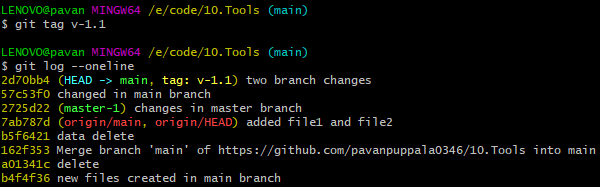 LENOVO@pavan MINGW64 /e/code/10.Tools (main)
$ git tag v-1.1
LENOVO@pavan MINGW64 /e/code/10.Tools (main)
$ git log --oneline
2d70bb4 (HEAD -> main, tag: v-1.1) two branch changes
57c53f0 changed in main branch
2725d22 (master-1) changes in master branch
7ab787d (origin/main, origin/HEAD) added file1 and file2
b5f6421 data delete
162f353 Merge branch 'main' of https://github.com/pavanpuppala0346/10.Tools into main
a01341c delete
b4f4f36 new files created in main branch